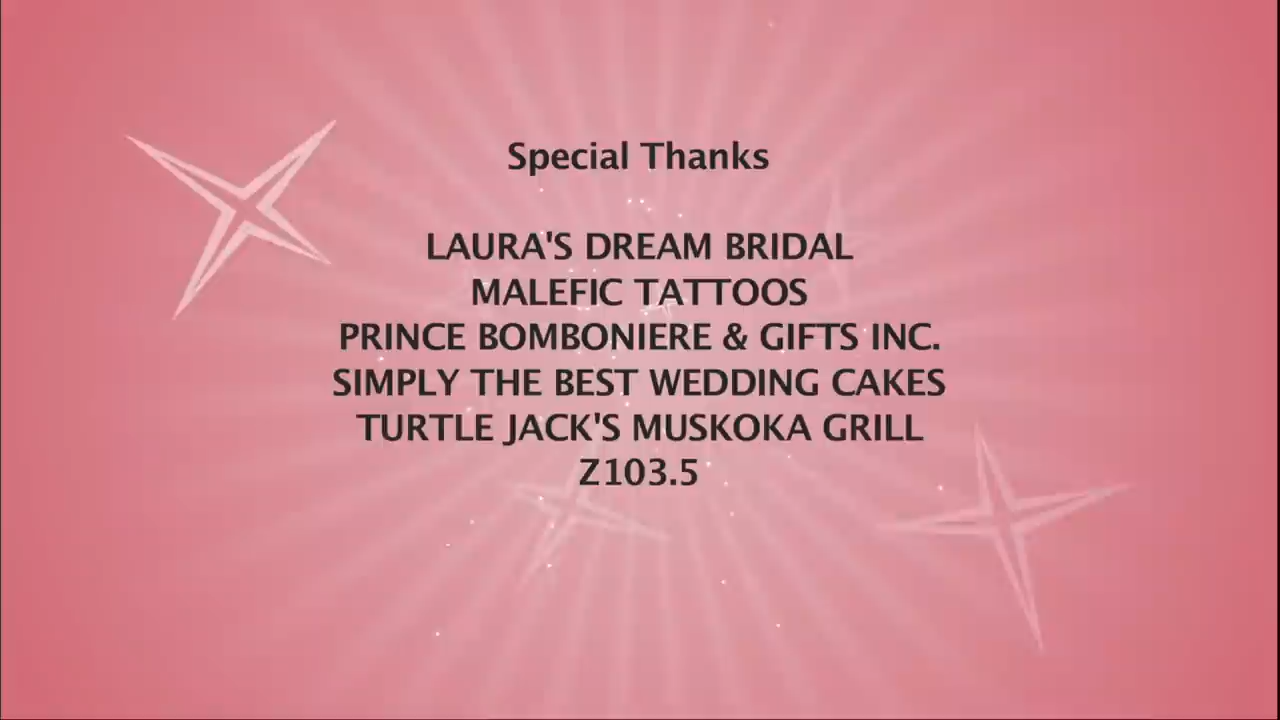 Special Thanks
LAURA'S DREAM BRIDAL
MALEFIC TATTOOS
PRINCE BOMBONIERE & GIFTS INC.
SIMPLY THE BEST WEDDING CAKES
TURTLE JACK'S MUSKOKA GRILL
Z103.5